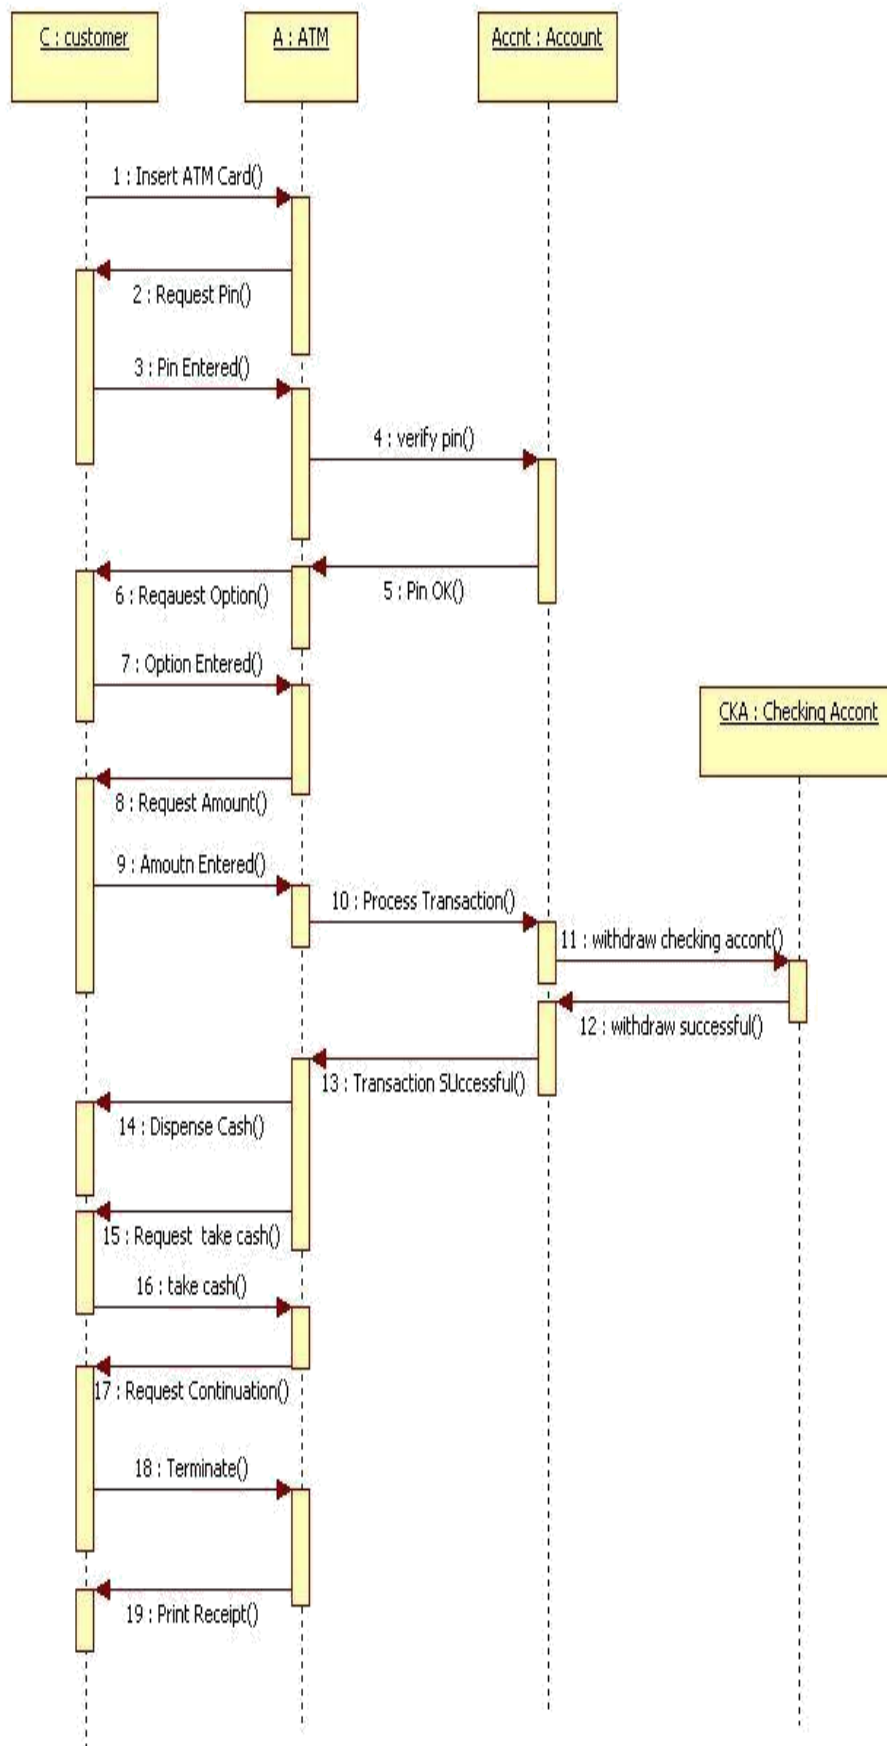 C : customer
A : ATM
Accnt : Account
1 : Insert ATM Card()
2 : Request Pin()
3 : Pin Entered()
4 : verify pin()
5 : Pin OK()
6 : Reqauest Option()
7 : Option Entered()
CKA : Checking Accont
8 : Request Amount()
9 : Amoutn Entered()
10 : Process Transaction()
11 : withdraw checking accont()
12 : withdraw successful()
13 : Transaction SUccessful()
14 : Dispense Cash()
15 : Request take cash()
16 : take cash()
17 : Request Continuation()
18 : Terminate()
19 : Print Receipt()